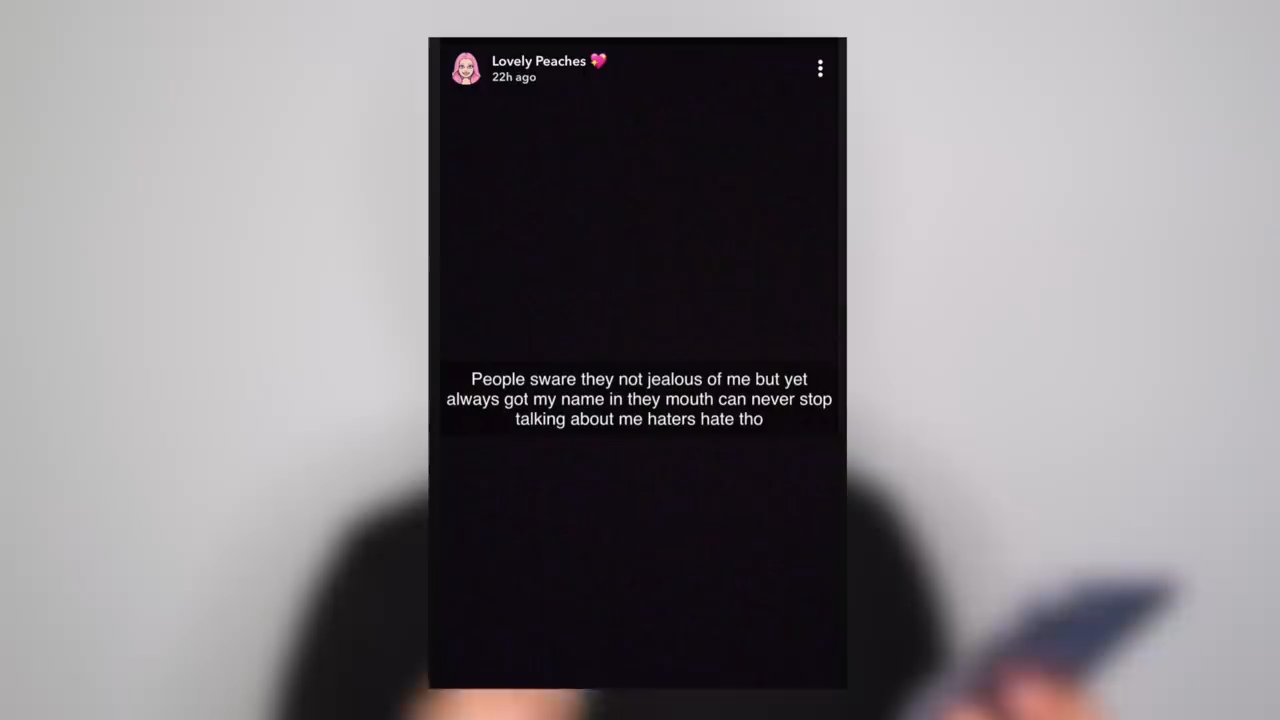 Lovely Peaches 💖
22h ago
People sware they not jealous of me but yet
always got my name in they mouth can never stop
talking about me haters hate tho